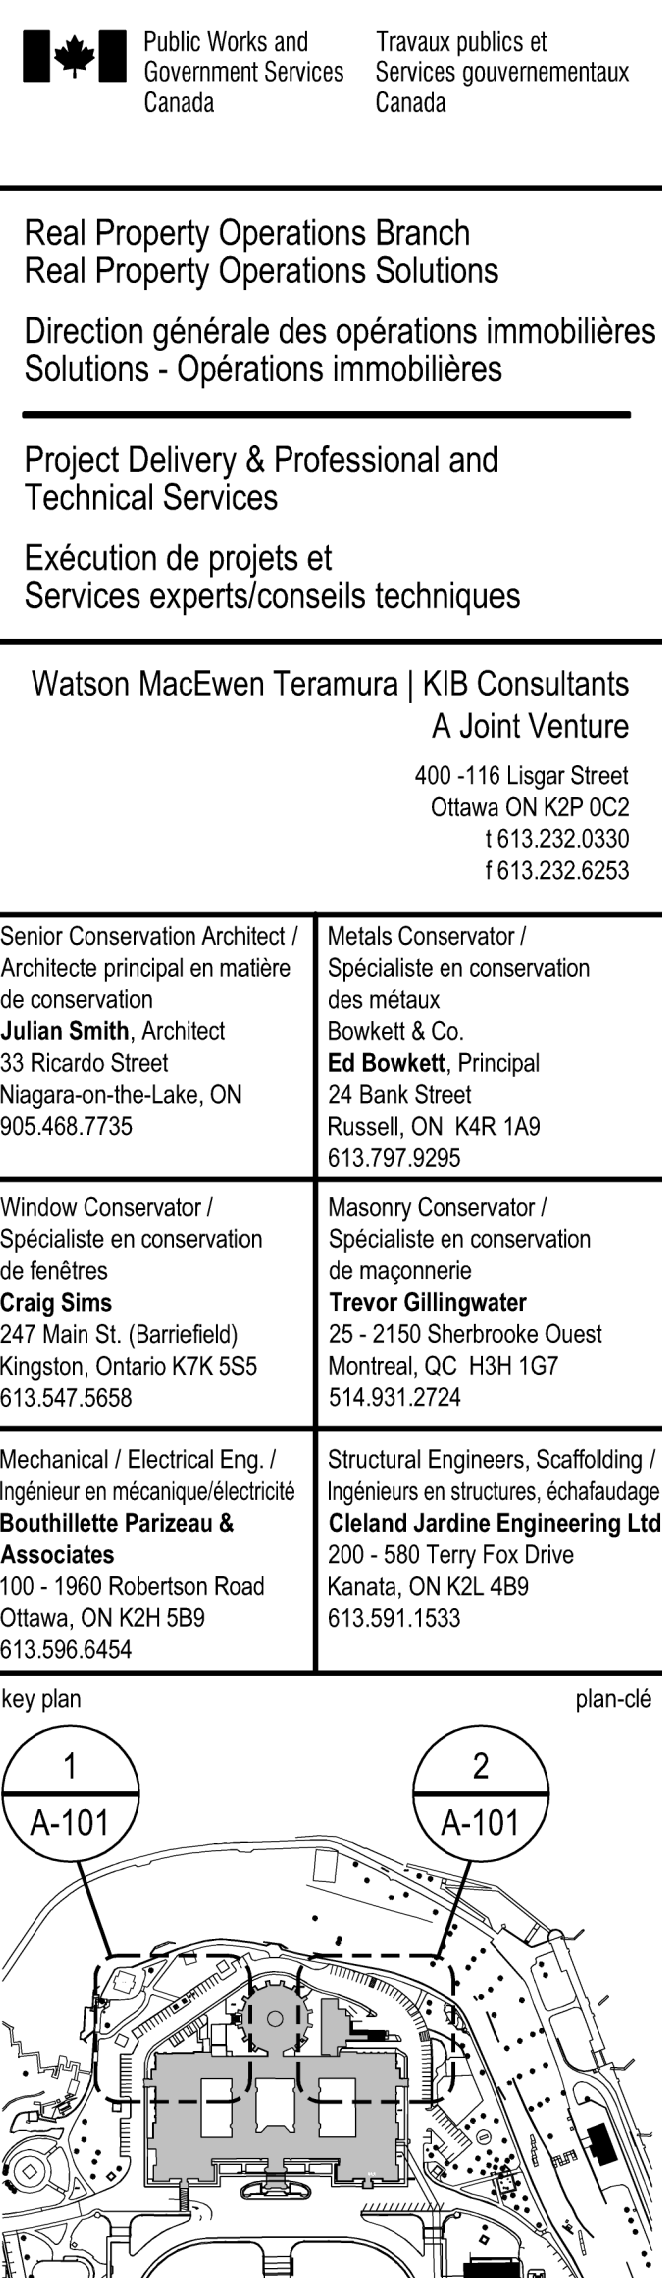 Public Works and
Government Services
Canada
Travaux publics et
Services gouvernementaux
Canada
Real Property Operations Branch
Real Property Operations Solutions
Direction générale des opérations immobilières
Solutions - Opérations immobilières
Project Delivery & Professional and
Technical Services
Exécution de projets et
Services experts/conseils techniques
Watson MacEwen Teramura | KIB Consultants
A Joint Venture
400 -116 Lisgar Street
Ottawa ON K2P 0C2
t 613.232.0330
f 613.232.6253
Senior Conservation Architect /
Architecte principal en matière
de conservation
Julian Smith, Architect
33 Ricardo Street
Niagara-on-the-Lake, ON
905.468.7735
Metals Conservator /
Spécialiste en conservation
des métaux
Bowkett & Co.
Ed Bowkett, Principal
24 Bank Street
Russell, ON K4R 1A9
613.797.9295
Window Conservator /
Spécialiste en conservation
de fenêtres
Craig Sims
247 Main St. (Barriefield)
Kingston, Ontario K7K 5S5
613.547.5658
Masonry Conservator /
Spécialiste en conservation
de maçonnerie
Trevor Gillingwater
25 - 2150 Sherbrooke Ouest
Montreal, QC H3H 1G7
514.931.2724
Mechanical / Electrical Eng. /
Ingénieur en mécanique/électricité
Bouthillette Parizeau &
Associates
100 - 1960 Robertson Road
Ottawa, ON K2H 5B9
613.596.6454
Structural Engineers, Scaffolding /
Ingénieurs en structures, échafaudage
Cleland Jardine Engineering Ltd
200 - 580 Terry Fox Drive
Kanata, ON K2L 4B9
613.591.1533
key plan
plan-clé
1
A-101
2
A-101